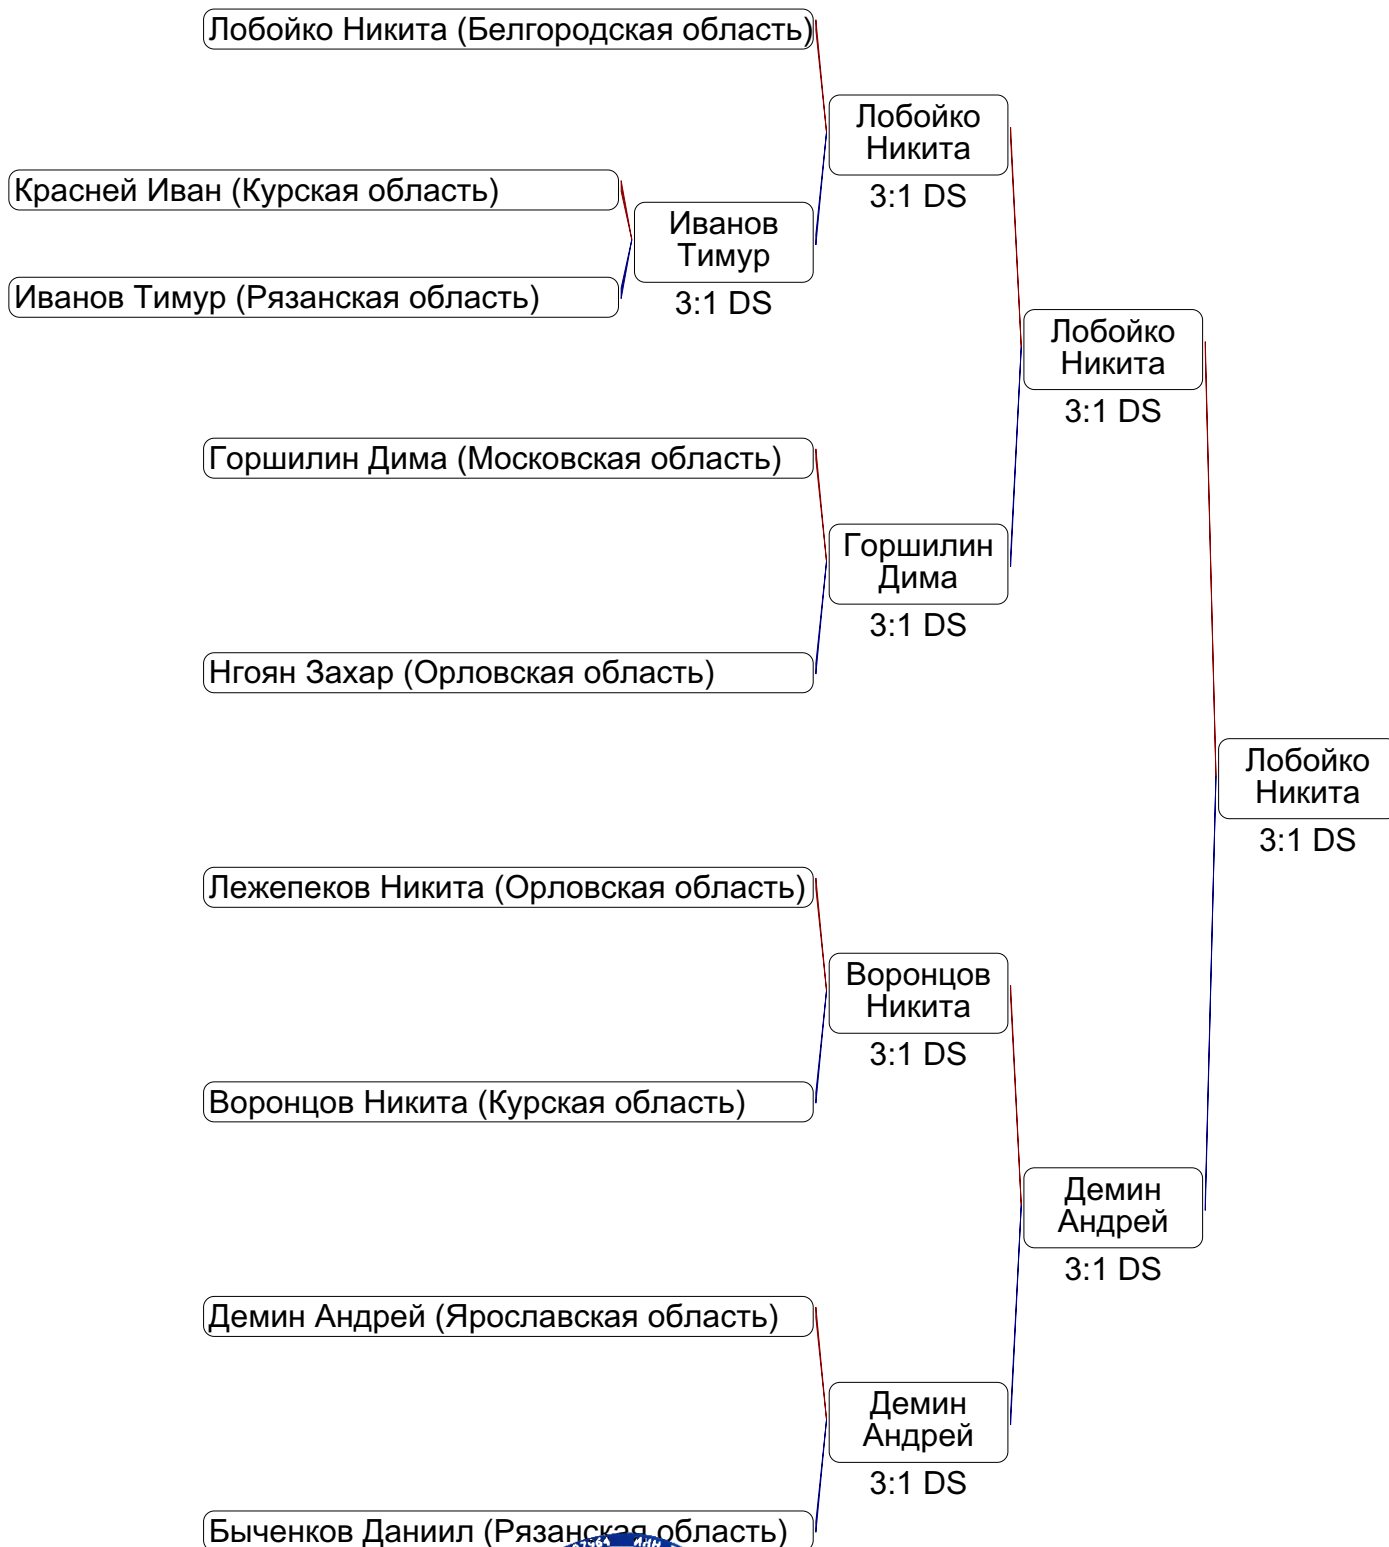 Лобойко Никита (Белгородская область)
Лобойко
Никита
3:1 DS
Красней Иван (Курская область)
Иванов
Тимур
3:1 DS
Иванов Тимур (Рязанская область)
Лобойко
Никита
3:1 DS
Горшилин Дима (Московская область)
Горшилин
Дима
3:1 DS
Нгоян Захар (Орловская область)
Лобойко
Никита
3:1 DS
Лежепеков Никита (Орловская область)
Воронцов
Никита
3:1 DS
Воронцов Никита (Курская область)
Демин
Андрей
3:1 DS
Демин Андрей (Ярославская область)
Демин
Андрей
3:1 DS
Быченков Даниил (Рязанская область)
ИНН